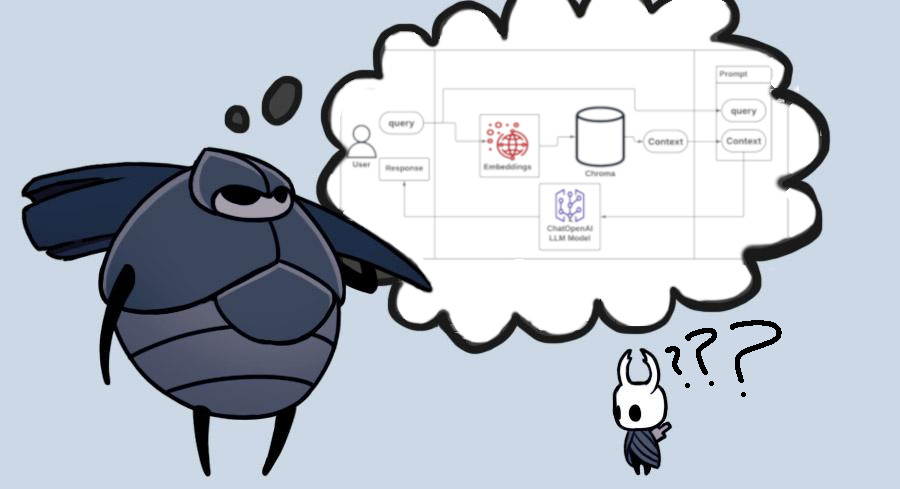 Prompt
query
query
Context
Context
User
Response
Embeddings
Chroma
ChatOpenAI
LLM Model
???